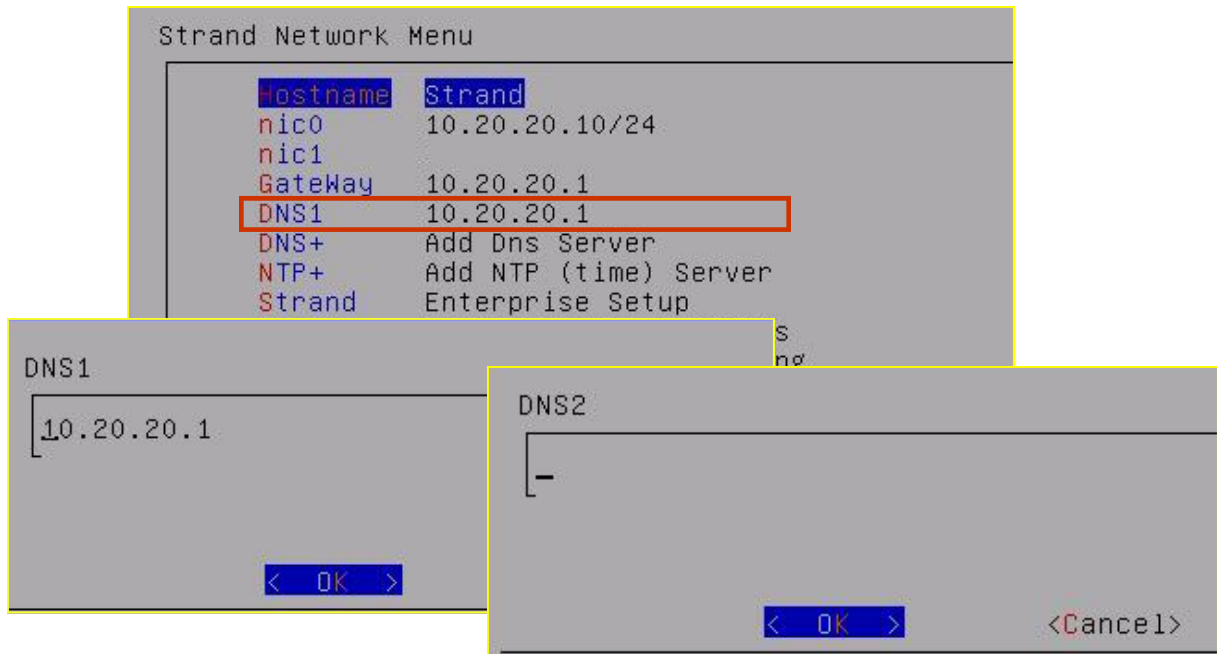 Strand Network Menu
Hostname Strand
nic0 10.20.20.10/24
nic1
GateWay 10.20.20.1
DNS1 10.20.20.1
DNS+ Add Dns Server
NTP+ Add NTP (time) Server
Strand Enterprise Setup
DNS1
10.20.20.1
< OK >
DNS2
< OK > <Cancel>